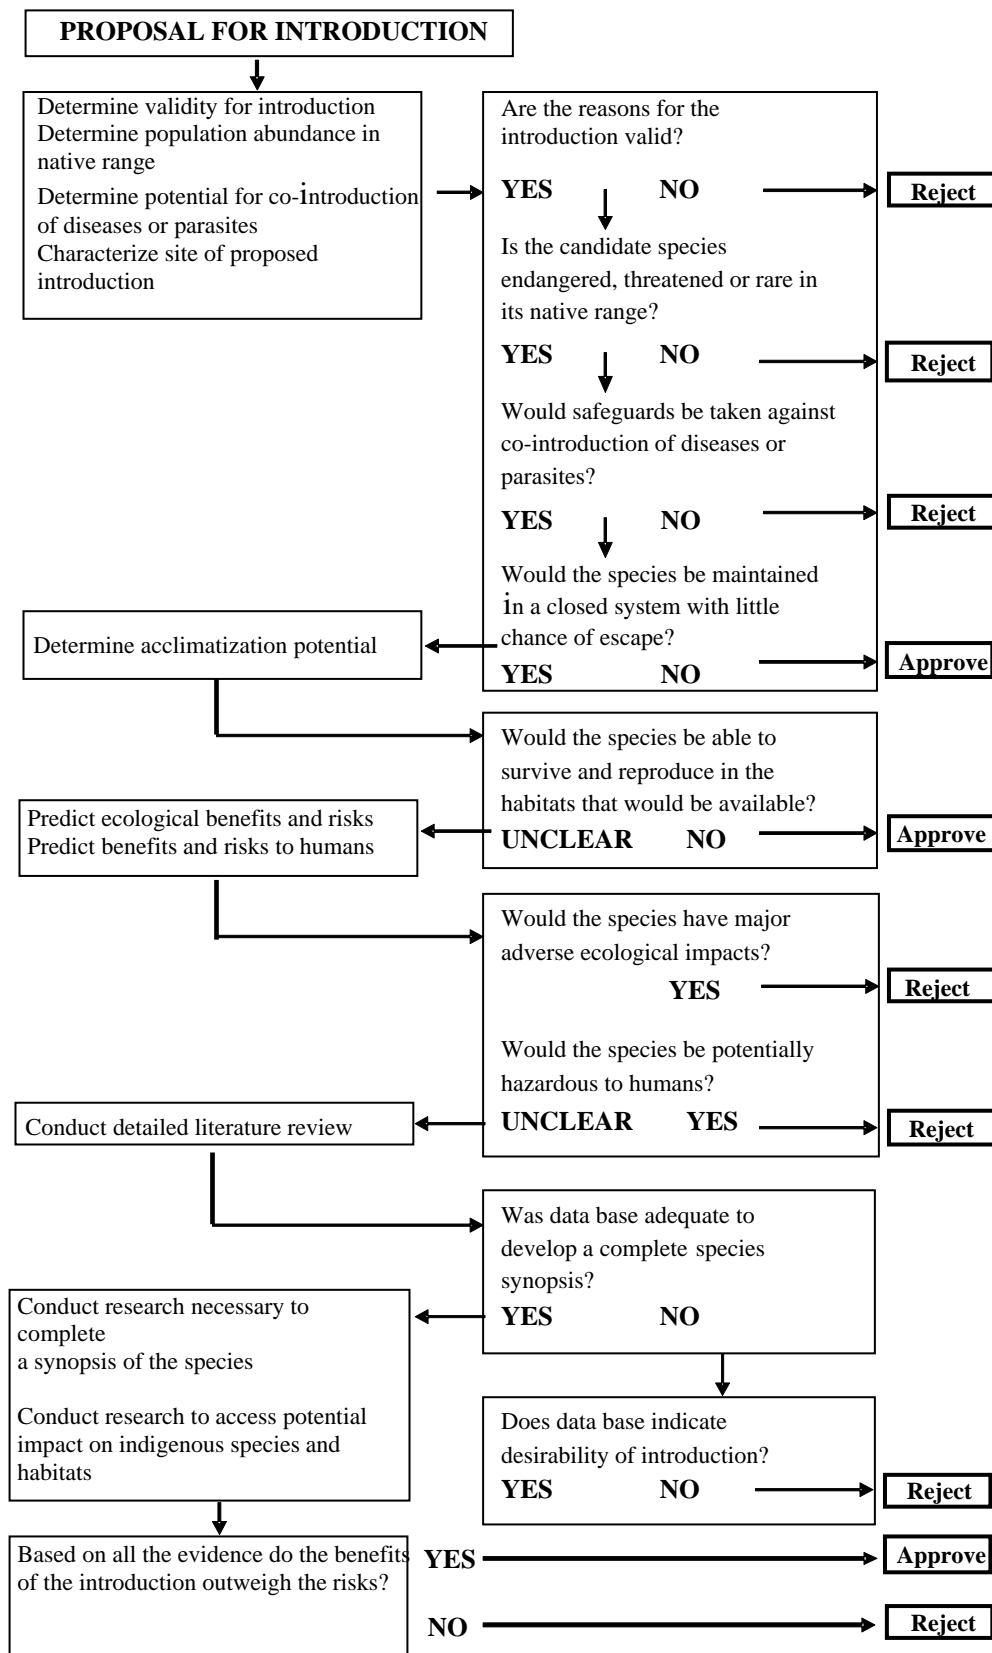 PROPOSAL FOR INTRODUCTION
Determine validity for introduction
Determine population abundance in
native range
Determine potential for co-introduction
of diseases or parasites
Characterize site of proposed
introduction
Are the reasons for the
introduction valid?
YES NO
Reject
Is the candidate species
endangered, threatened or rare in
its native range?
YES NO
Reject
Would safeguards be taken against
co-introduction of diseases or
parasites?
YES NO
Reject
Would the species be maintained
in a closed system with little
chance of escape?
YES NO
Approve
Determine acclimatization potential
Would the species be able to
survive and reproduce in the
habitats that would be available?
UNCLEAR NO
Approve
Predict ecological benefits and risks
Predict benefits and risks to humans
Would the species have major
adverse ecological impacts?
YES
Reject
Would the species be potentially
hazardous to humans?
UNCLEAR YES
Reject
Conduct detailed literature review
Was data base adequate to
develop a complete species
synopsis?
YES NO
Conduct research necessary to
complete
a synopsis of the species
Conduct research to access potential
impact on indigenous species and
habitats
Does data base indicate
desirability of introduction?
YES NO
Reject
Based on all the evidence do the benefits
of the introduction outweigh the risks?
YES
Approve
NO
Reject